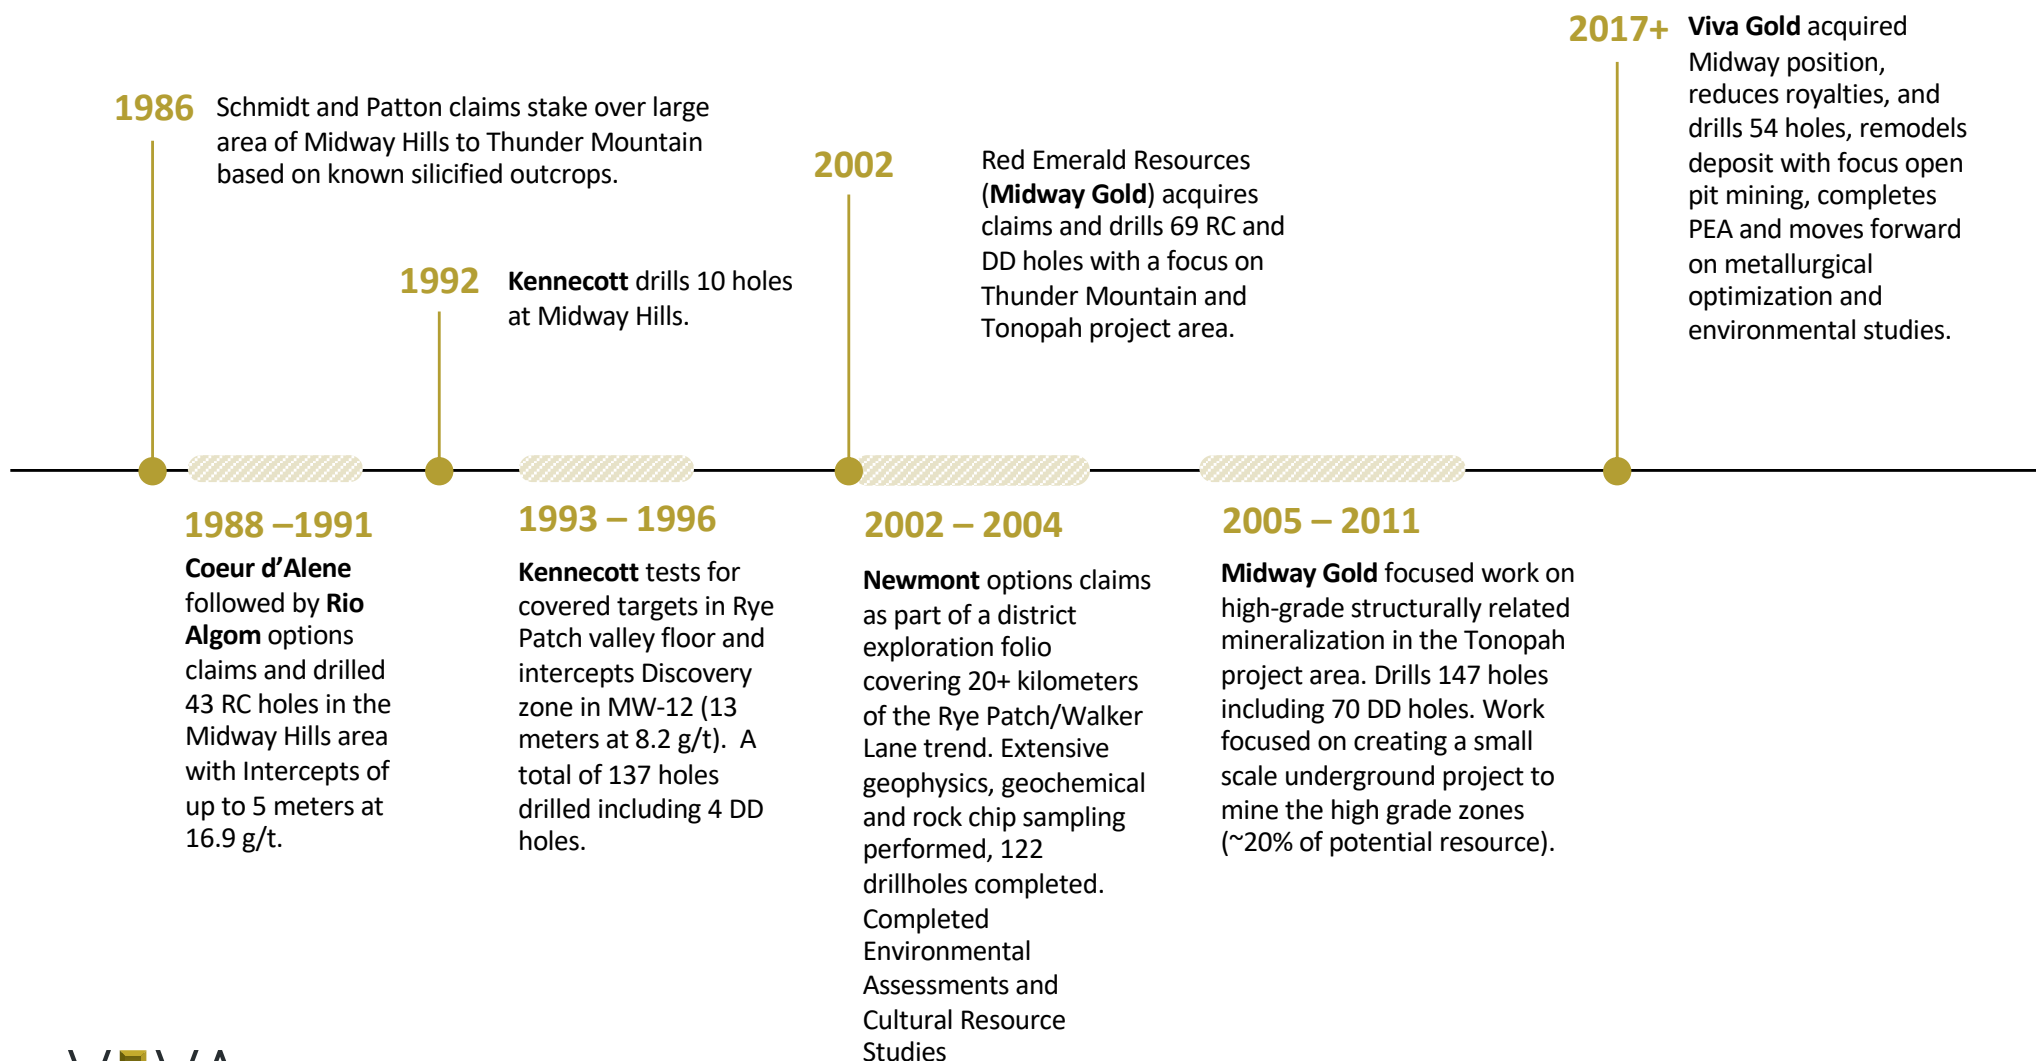 1986
Schmidt and Patton claims stake over large
area of Midway Hills to Thunder Mountain
based on known silicified outcrops.
1992
Kennecott drills 10 holes
at Midway Hills.
2002
Red Emerald Resources
(Midway Gold) acquires
claims and drills 69 RC and
DD holes with a focus on
Thunder Mountain and
Tonopah project area.
2017+
Viva Gold acquired
Midway position,
reduces royalties, and
drills 54 holes, remodels
deposit with focus open
pit mining, completes
PEA and moves forward
on metallurgical
optimization and
environmental studies.
1988 –1991
Coeur d’Alene
followed by Rio
Algom options
claims and drilled
43 RC holes in the
Midway Hills area
with Intercepts of
up to 5 meters at
16.9 g/t.
1993 – 1996
Kennecott tests for
covered targets in Rye
Patch valley floor and
intercepts Discovery
zone in MW-12 (13
meters at 8.2 g/t).  A
total of 137 holes
drilled including 4 DD
holes.
2002 – 2004
Newmont options claims
as part of a district
exploration folio
covering 20+ kilometers
of the Rye Patch/Walker
Lane trend. Extensive
geophysics, geochemical
and rock chip sampling
performed, 122
drillholes completed.
Completed
Environmental
Assessments and
Cultural Resource
Studies
2005 – 2011
Midway Gold focused work on
high-grade structurally related
mineralization in the Tonopah
project area. Drills 147 holes
including 70 DD holes. Work
focused on creating a small
scale underground project to
mine the high grade zones
(~20% of potential resource).